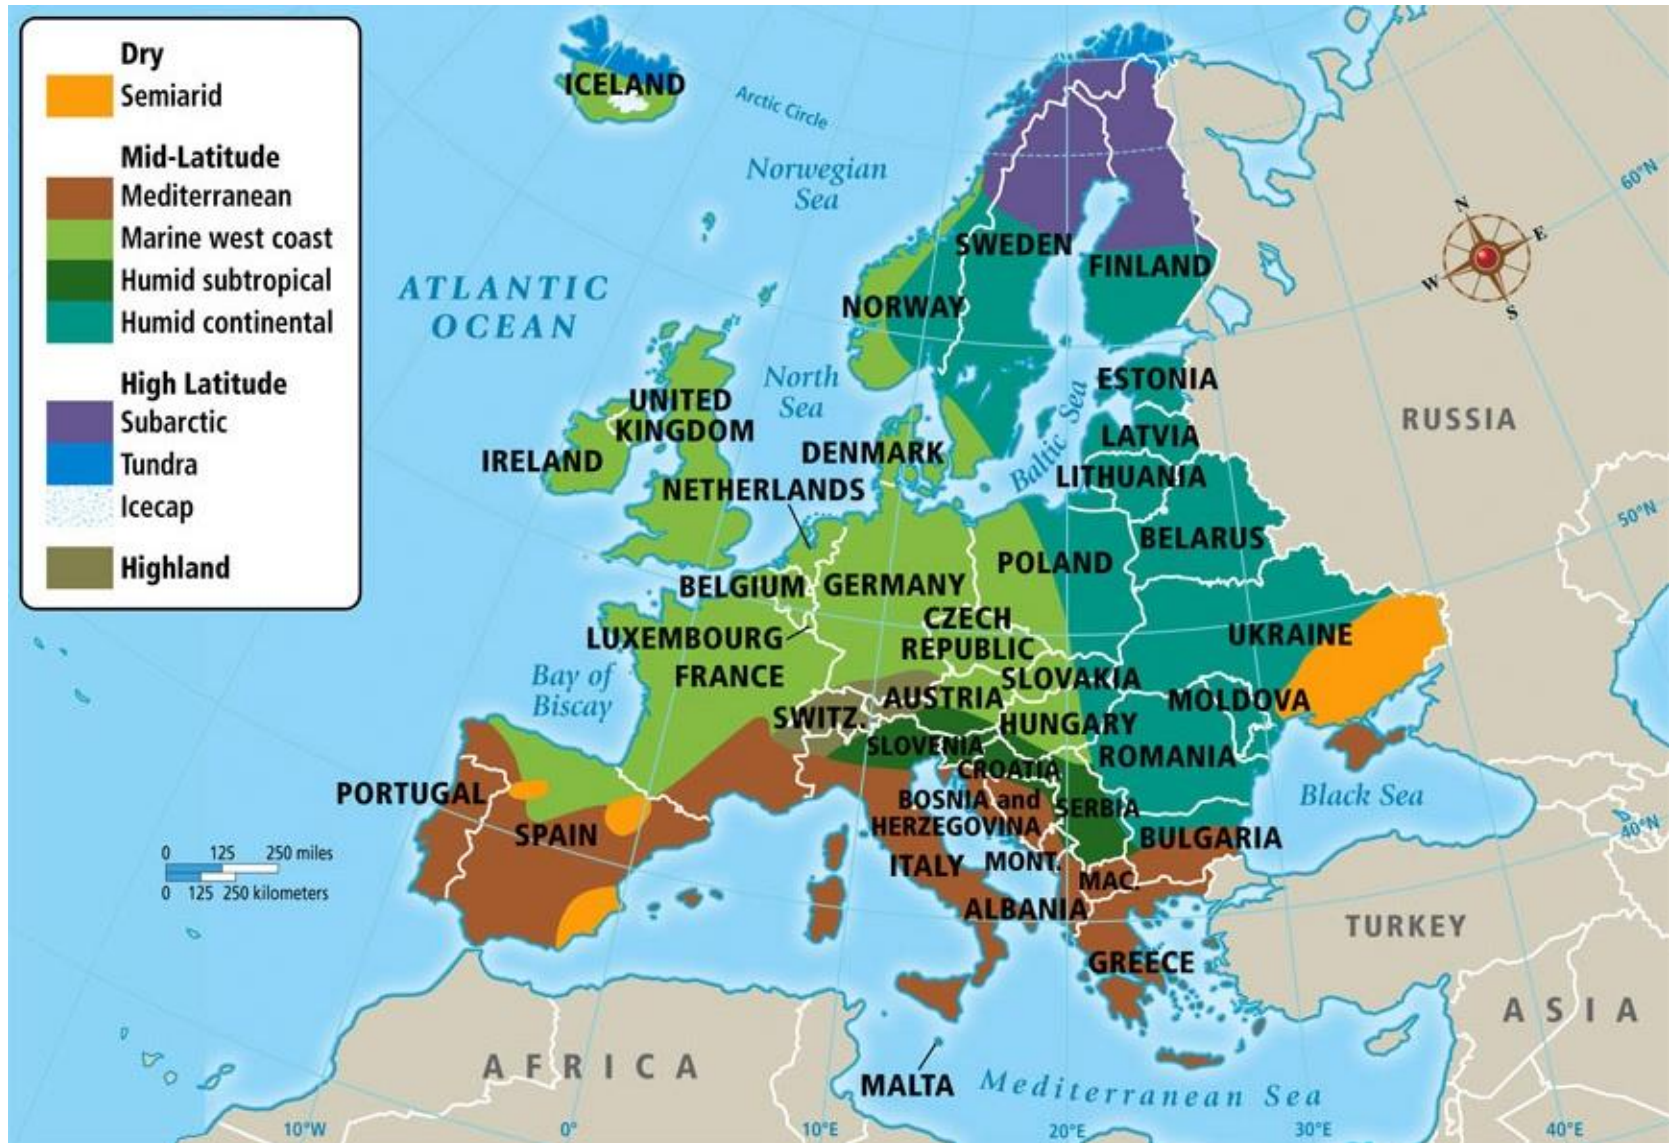 Dry
Semiarid
Mid-Latitude
Mediterranean
Marine west coast
Humid subtropical
Humid continental
High Latitude
Subarctic
Tundra
Icecap
Highland
ICELAND
Arctic Circle
Norwegian
Sea
ATLANTIC
OCEAN
SWEDEN
FINLAND
NORWAY
60°N
N
E
W
S
North
Sea
UNITED
KINGDOM
IRELAND
DENMARK
NETHERLANDS
Baltic Sea
ESTONIA
LATVIA
LITHUANIA
RUSSIA
BELARUS
50°N
POLAND
BELGIUM
GERMANY
CZECH
REPUBLIC
LUXEMBOURG
FRANCE
UKRAINE
Bay of
Biscay
SLOVAKIA
AUSTRIA
SWITZ.
HUNGARY
MOLDOVA
SLOVENIA
ROMANIA
CROATIA
PORTUGAL
SPAIN
BOSNIA and
HERZEGOVINA
SERBIA
BULGARIA
Black Sea
40°N
0 125 250 miles
0 125 250 kilometers
ITALY
MONT.
MAC.
ALBANIA
GREECE
TURKEY
ASIA
AFRICA
MALTA
Mediterranean Sea
10°W
0°
10°E
20°E
30°E
40°E